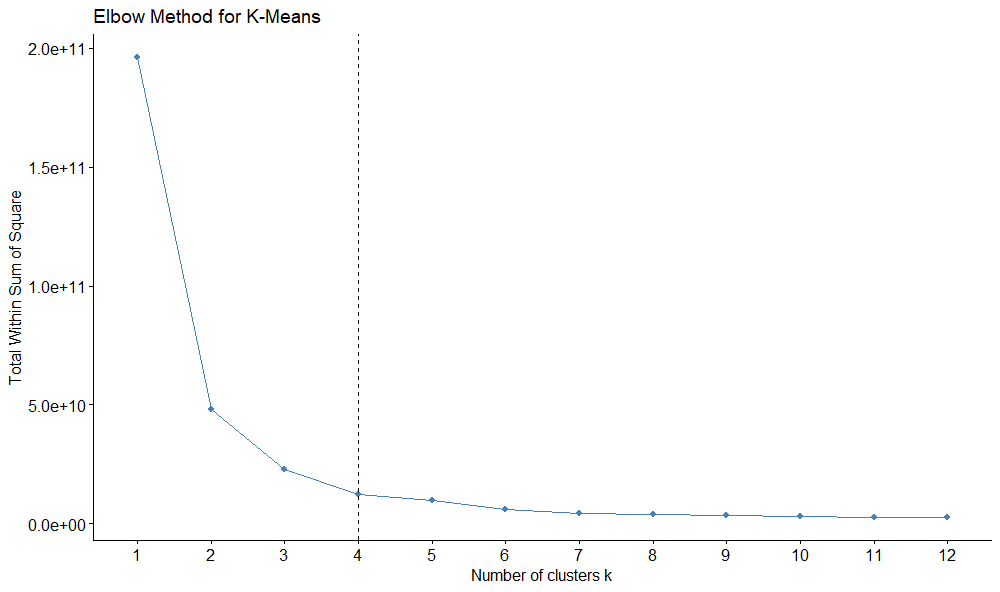 Elbow Method for K-Means
Total Within Sum of Square
2.0e+11
1.5e+11
1.0e+11
5.0e+10
0.0e+00
1 2 3 4 5 6 7 8 9 10 11 12
Number of clusters k